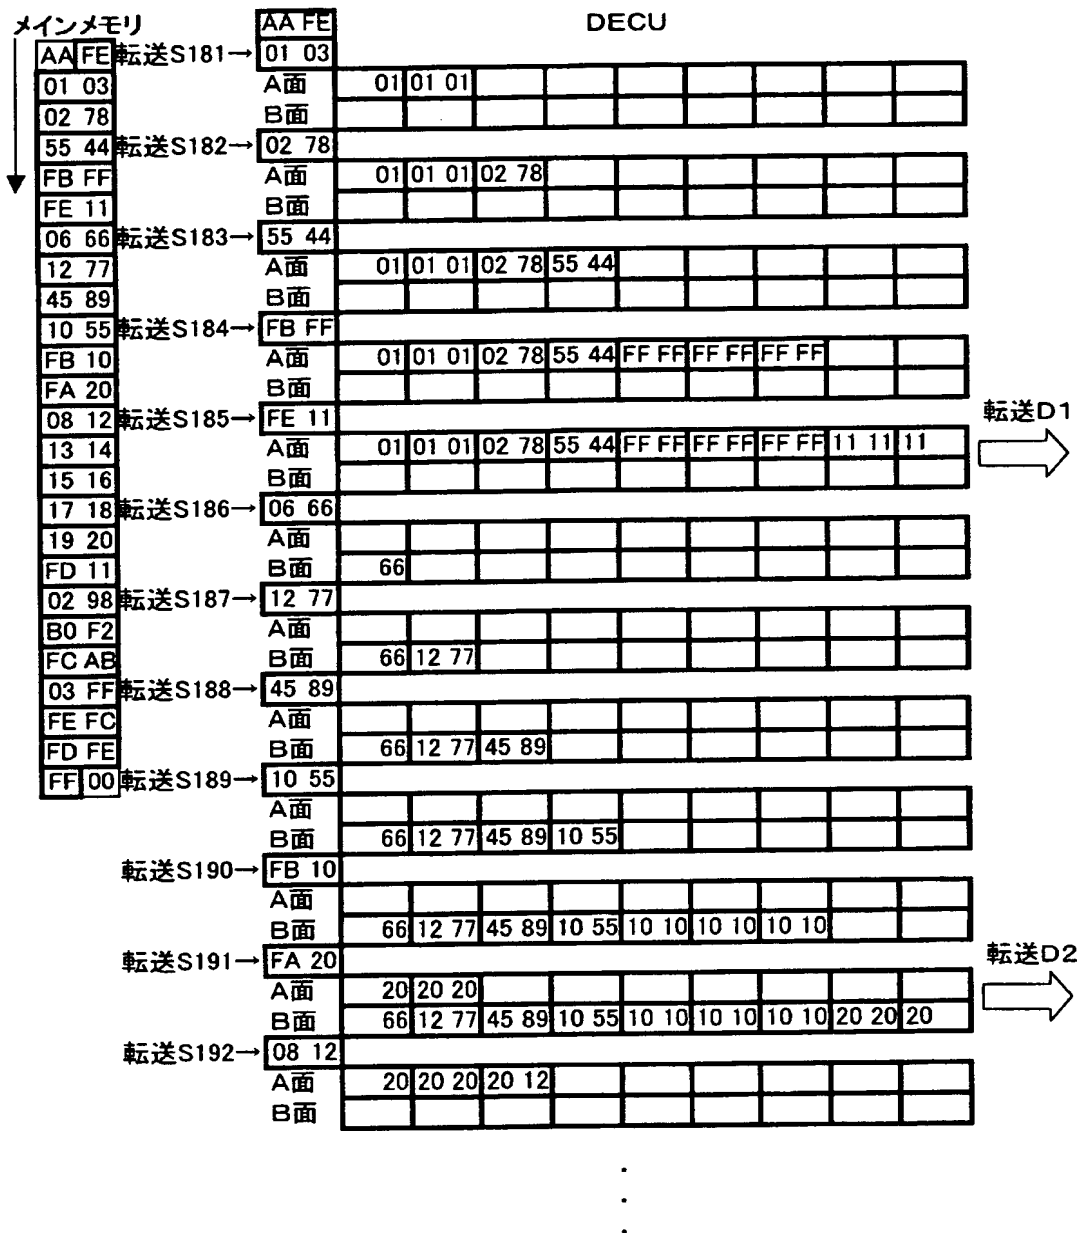 メインメモリ
AA FE
01 03
02 78
55 44
FB FF
FE 11
06 66
12 77
45 89
10 55
FB 10
FA 20
08 12
13 14
15 16
17 18
19 20
FD 11
02 98
B0 F2
FC AB
03 FF
FE FC
FD FE
FF 00
DECU
AA FE
転送S181→ 01 03
A面 01 01 01
B面
転送S182→ 02 78
A面 01 01 01 02 78
B面
転送S183→ 55 44
A面 01 01 01 02 78 55 44
B面
転送S184→ FB FF
A面 01 01 01 02 78 55 44 FF FF FF FF FF FF
B面
転送S185→ FE 11
A面 01 01 01 02 78 55 44 FF FF FF FF FF FF 11 11 11
B面
転送D1
転送S186→ 06 66
A面
B面 66
転送S187→ 12 77
A面
B面 66 12 77
転送S188→ 45 89
A面
B面 66 12 77 45 89
転送S189→ 10 55
A面
B面 66 12 77 45 89 10 55
転送S190→ FB 10
A面
B面 66 12 77 45 89 10 55 10 10 10 10 10 10
転送S191→ FA 20
A面 20 20 20
B面 66 12 77 45 89 10 55 10 10 10 10 10 10 20 20 20
転送D2
転送S192→ 08 12
A面 20 20 20 20 12
B面